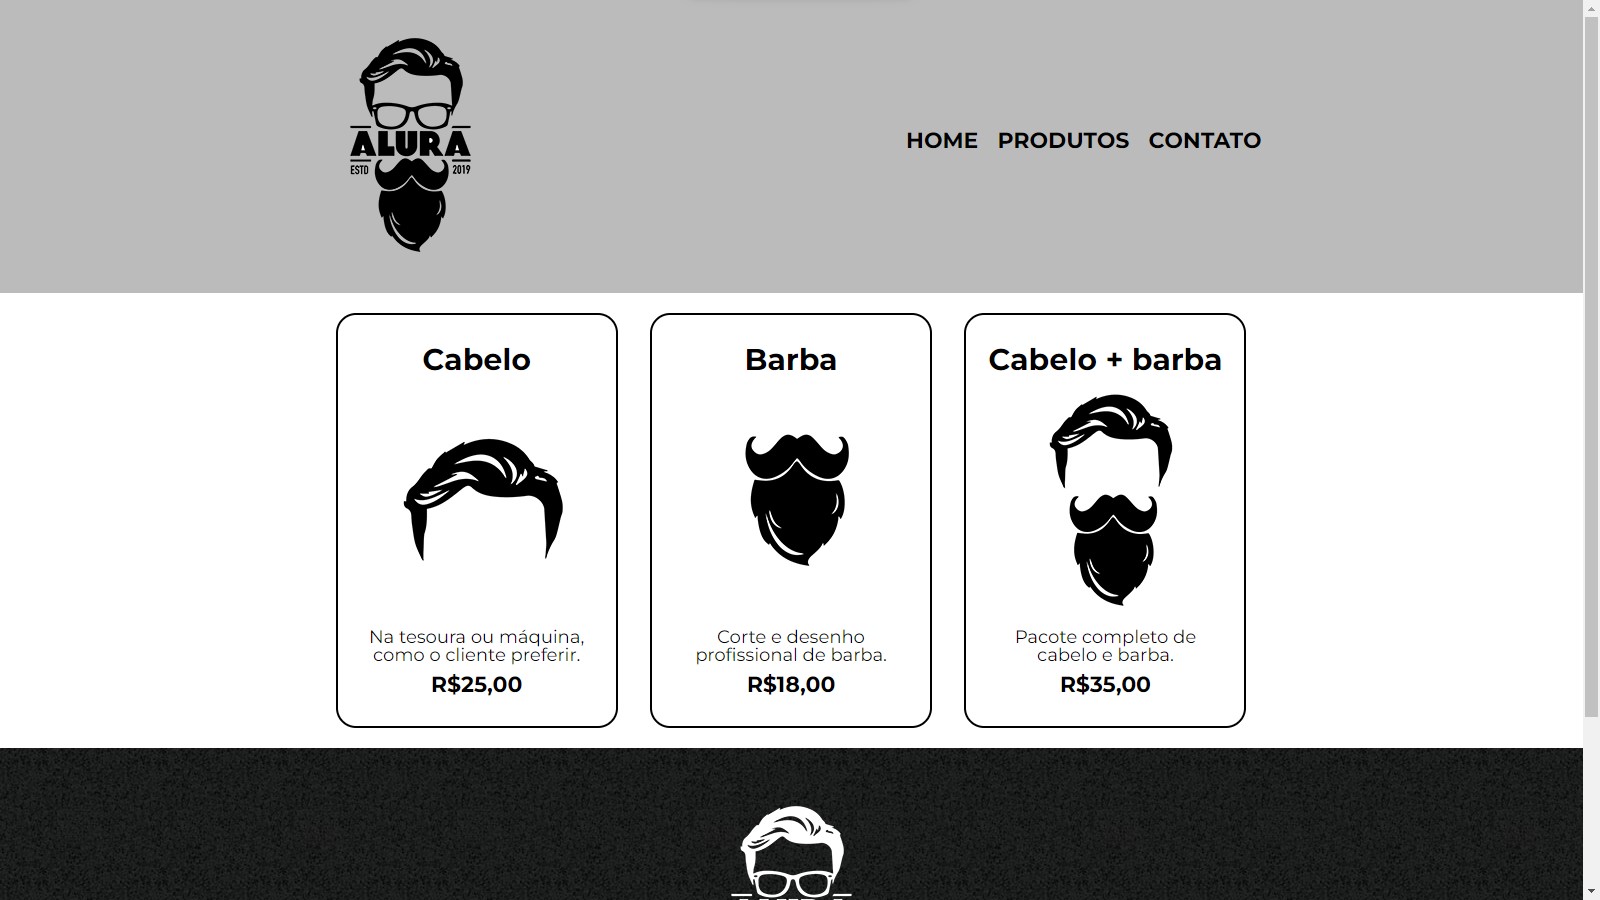 ALURA
ESTD 2019
HOME PRODUTOS CONTATO
Cabelo
Na tesoura ou máquina,
como o cliente preferir.
R$25,00
Barba
Corte e desenho
profissional de barba.
R$18,00
Cabelo + barba
Pacote completo de
cabelo e barba.
R$35,00